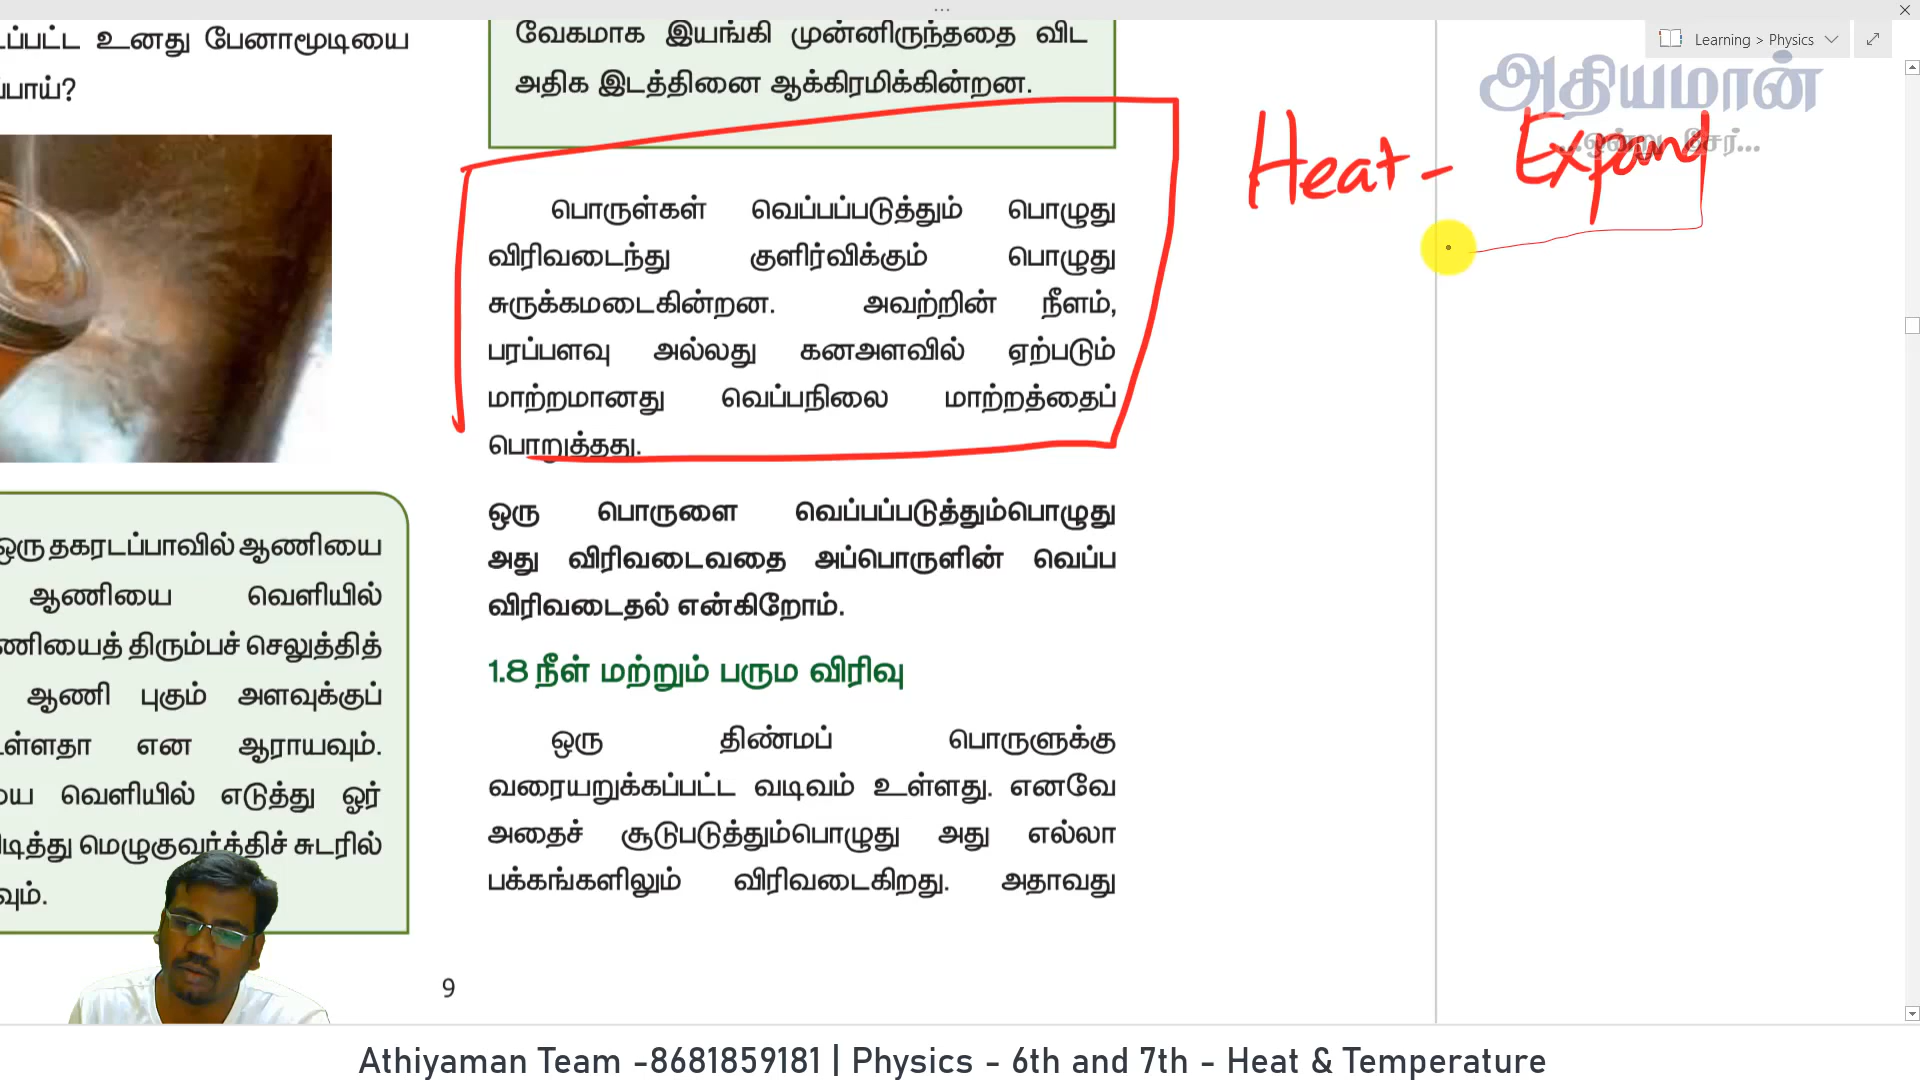 டப்பட்ட உனது பேனாமூடியை
ப்பாய்?
ஒரு தகரடப்பாவில் ஆணியை
ஆணியை வெளியில்
ணியைத் திரும்பச் செலுத்தித்
ஆணி புகும் அளவுக்குப்
உள்ளதா என ஆராயவும்.
யை வெளியில் எடுத்து ஓர்
டித்து மெழுகுவர்த்திச் சுடரில்
வும்.
9
வேகமாக இயங்கி முன்னிருந்ததை விட
அதிக இடத்தினை ஆக்கிரமிக்கின்றன.
பொருள்கள் வெப்பப்படுத்தும் பொழுது
விரிவடைந்து குளிர்விக்கும் பொழுது
சுருக்கமடைகின்றன. அவற்றின் நீளம்,
பரப்பளவு அல்லது கனஅளவில் ஏற்படும்
மாற்றமானது வெப்பநிலை மாற்றத்தைப்
பொறுத்தது.
ஒரு பொருளை வெப்பப்படுத்தும்பொழுது
அது விரிவடைவதை அப்பொருளின் வெப்ப
விரிவடைதல் என்கிறோம்.
1.8 நீள் மற்றும் பரும விரிவு
ஒரு திண்மப் பொருளுக்கு
வரையறுக்கப்பட்ட வடிவம் உள்ளது. எனவே
அதைச் சூடுபடுத்தும்பொழுது அது எல்லா
பக்கங்களிலும் விரிவடைகிறது. அதாவது
Learning > Physics
அதியமான்
...ஒன்று சேர்...
Heat - Expand
Athiyaman Team -8681859181 | Physics - 6th and 7th - Heat & Temperature